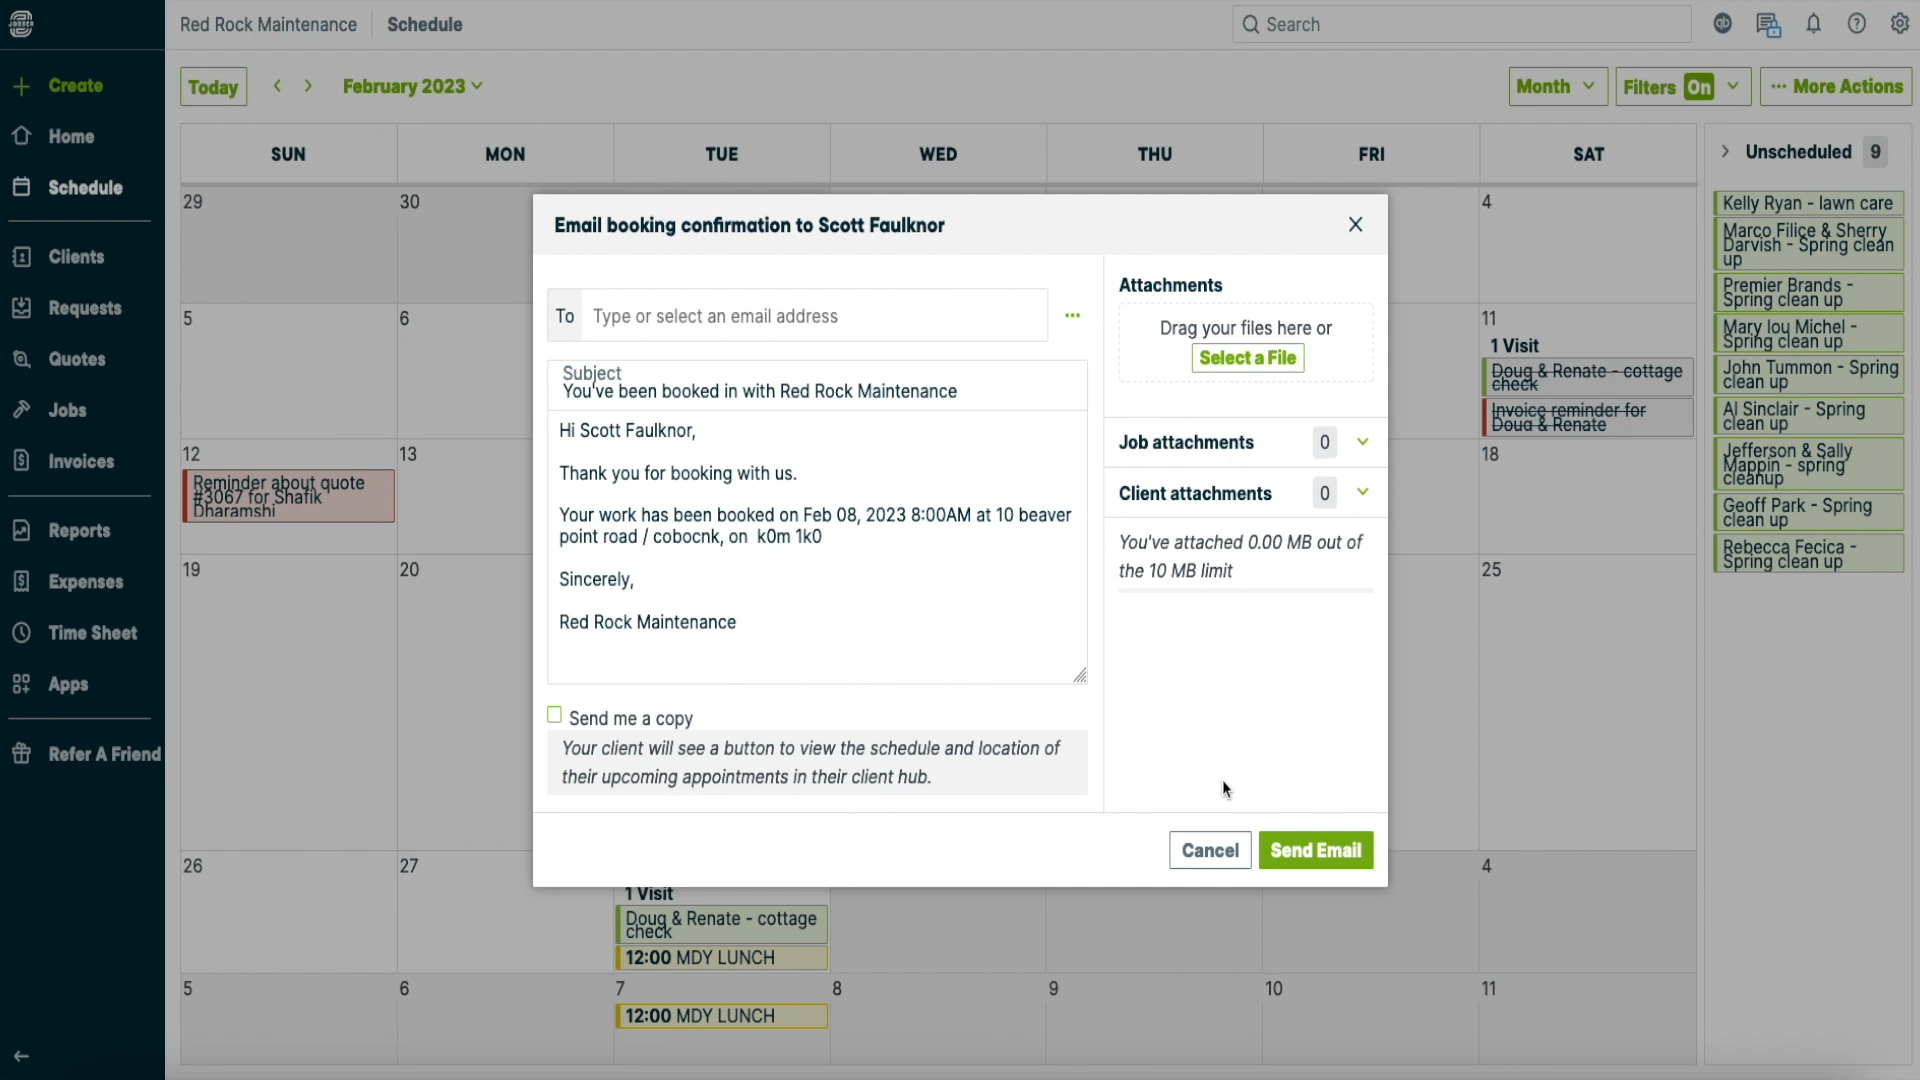 JOBBER
Red Rock Maintenance
Schedule
Search
Create
Home
Schedule
Clients
Requests
Quotes
Jobs
Invoices
Reports
Expenses
Time Sheet
Apps
Refer A Friend
Today
February 2023
Month
Filters On
More Actions
SUN MON TUE WED THU FRI SAT
29 30 4
5 6 11
1 Visit
Doug & Renate - cottage
check
Invoice reminder for
Doug & Renate
12 13 18
Reminder about quote
#3067 for Shafik
Dharamshi
19 20 25
26 27 4
1 Visit
Doug & Renate - cottage
check
12:00 MDY LUNCH
5 6 7 8 9 10 11
12:00 MDY LUNCH
Unscheduled 9
Kelly Ryan - lawn care
Marco Filice & Sherry
Darvish - Spring clean
up
Premier Brands -
Spring clean up
Mary lou Michel -
Spring clean up
John Tummon - Spring
clean up
Al Sinclair - Spring
clean up
Jefferson & Sally
Mappin - spring
cleanup
Geoff Park - Spring
clean up
Rebecca Fecica -
Spring clean up
Email booking confirmation to Scott Faulknor
To Type or select an email address
Subject
You've been booked in with Red Rock Maintenance
Hi Scott Faulknor,
Thank you for booking with us.
Your work has been booked on Feb 08, 2023 8:00AM at 10 beaver
point road / cobocnk, on k0m 1k0
Sincerely,
Red Rock Maintenance
Send me a copy
Your client will see a button to view the schedule and location of
their upcoming appointments in their client hub.
Attachments
Drag your files here or
Select a File
Job attachments 0
Client attachments 0
You've attached 0.00 MB out of
the 10 MB limit
Cancel
Send Email